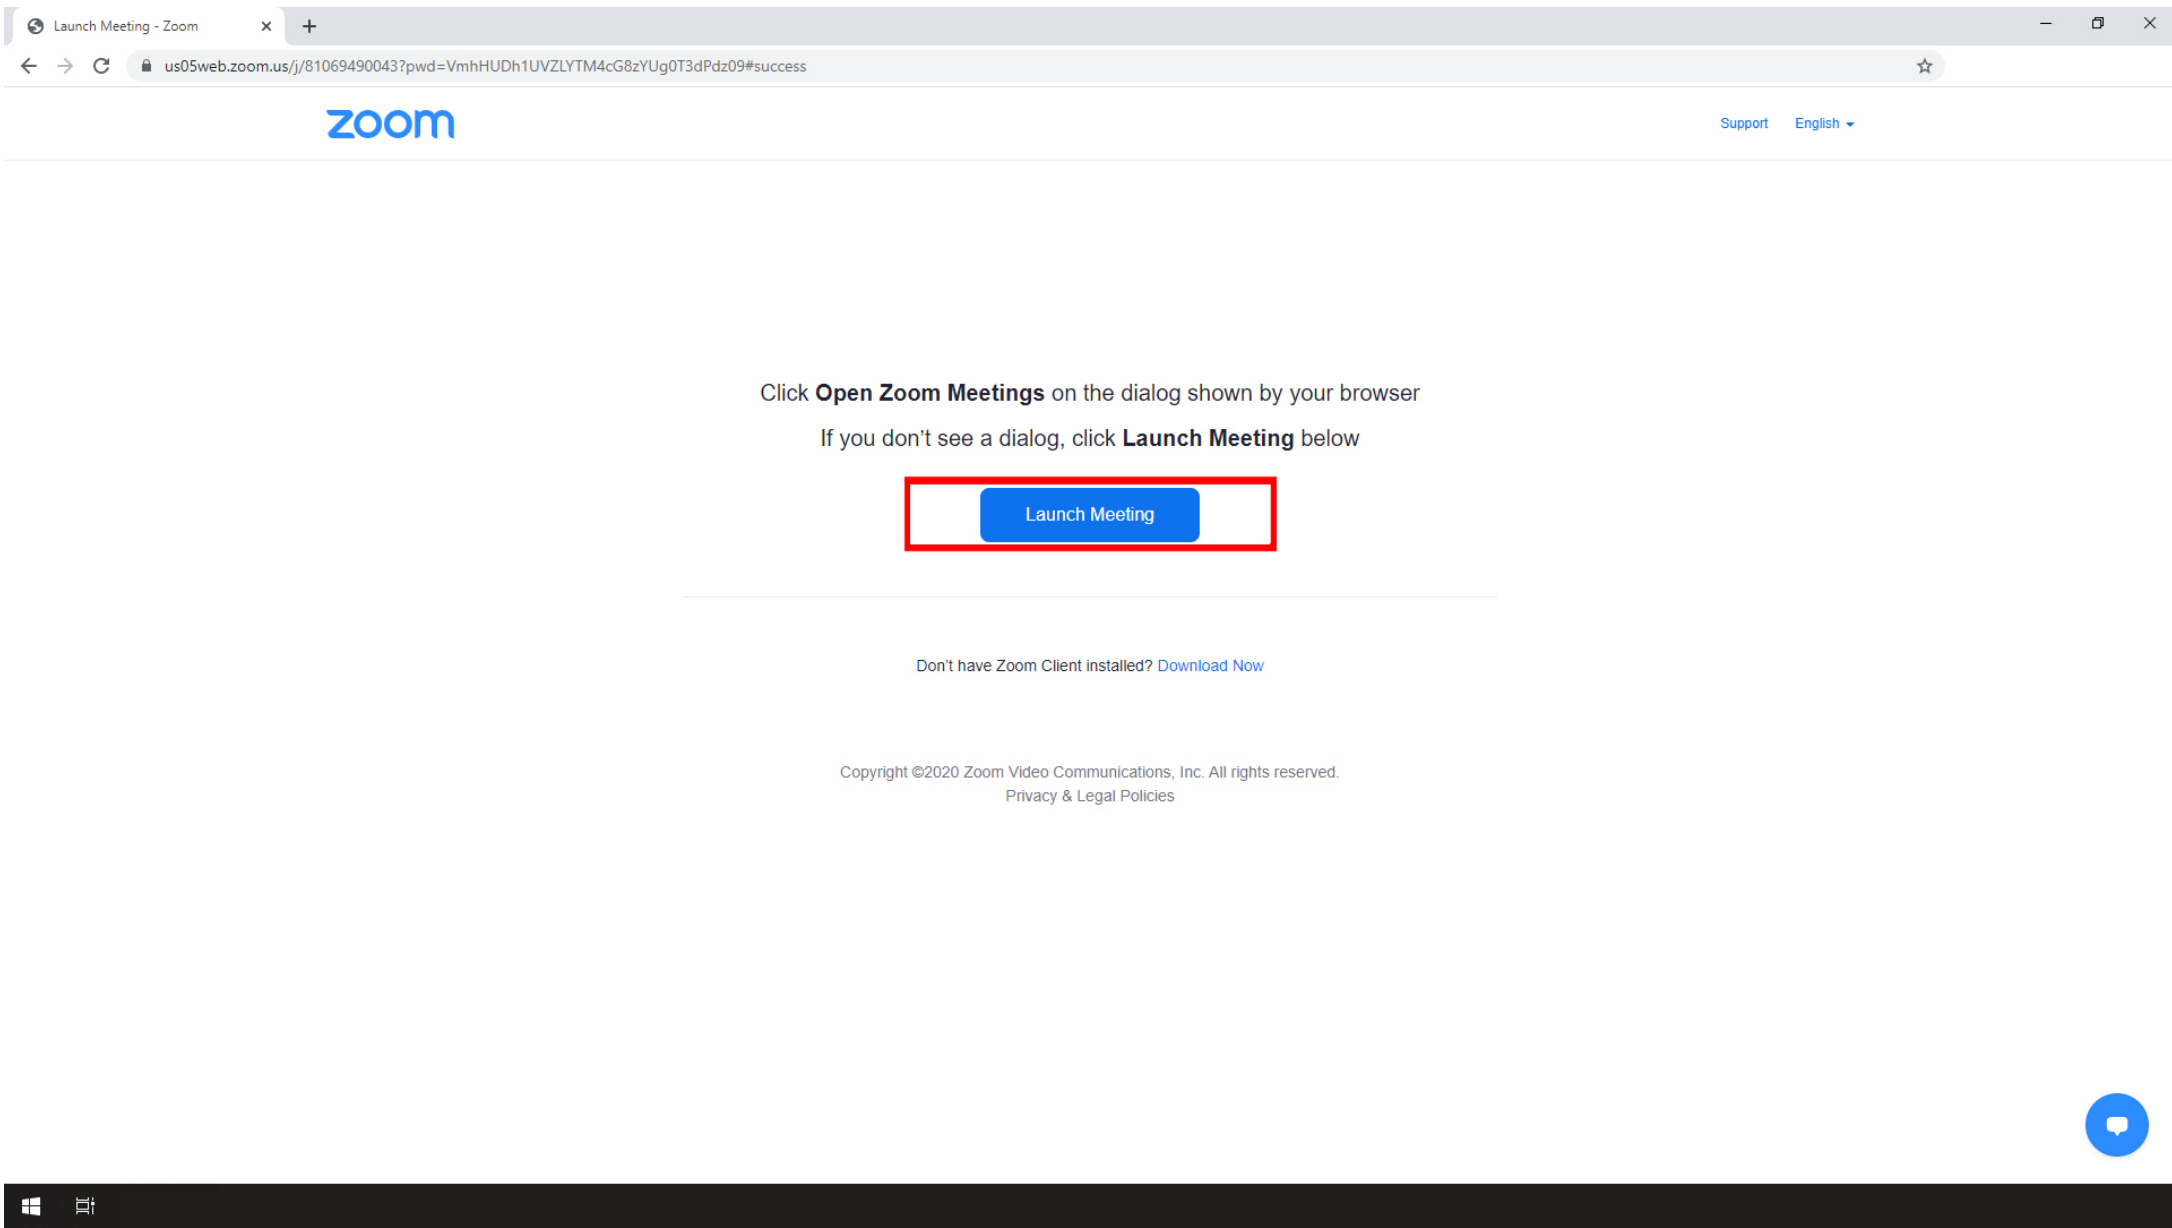 Launch Meeting - Zoom
us05web.zoom.us/j/81069490043?pwd=VmhHUDh1UVZLYTM4cG8zYUg0T3dPdz09#success
zoom
Support English
Click Open Zoom Meetings on the dialog shown by your browser
If you don’t see a dialog, click Launch Meeting below
Launch Meeting
Don’t have Zoom Client installed? Download Now
Copyright ©2020 Zoom Video Communications, Inc. All rights reserved.
Privacy & Legal Policies